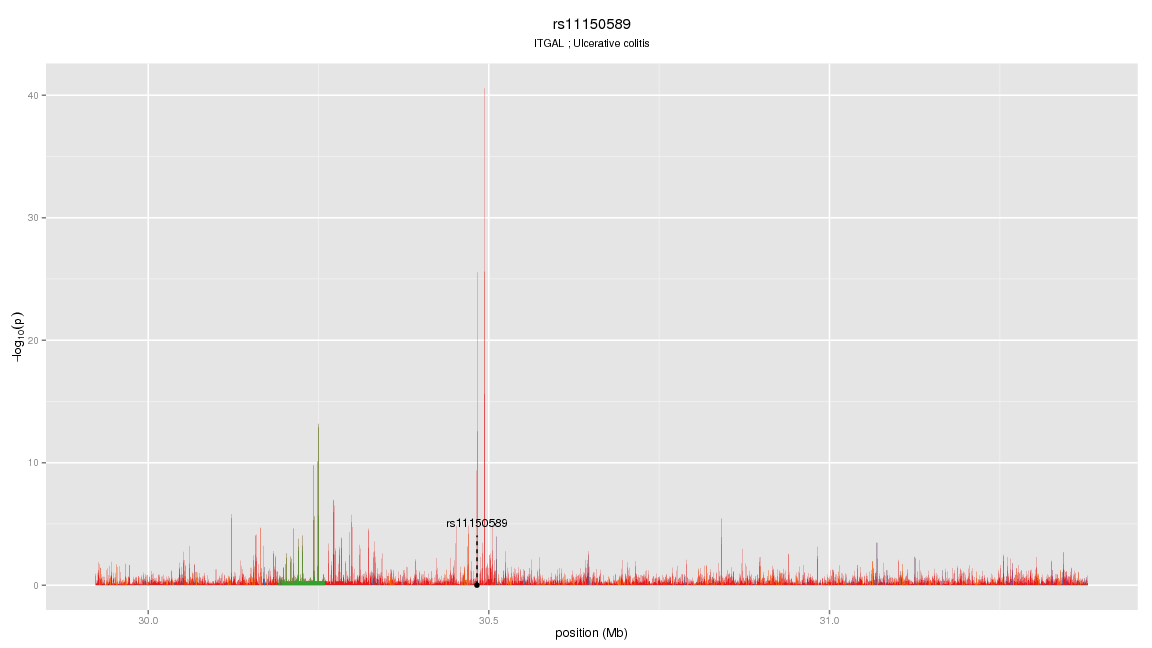 rs11150589
ITGAL ; Ulcerative colitis
40
30
20
10
0
−log10(p)
rs11150589
30.0
30.5
31.0
position (Mb)